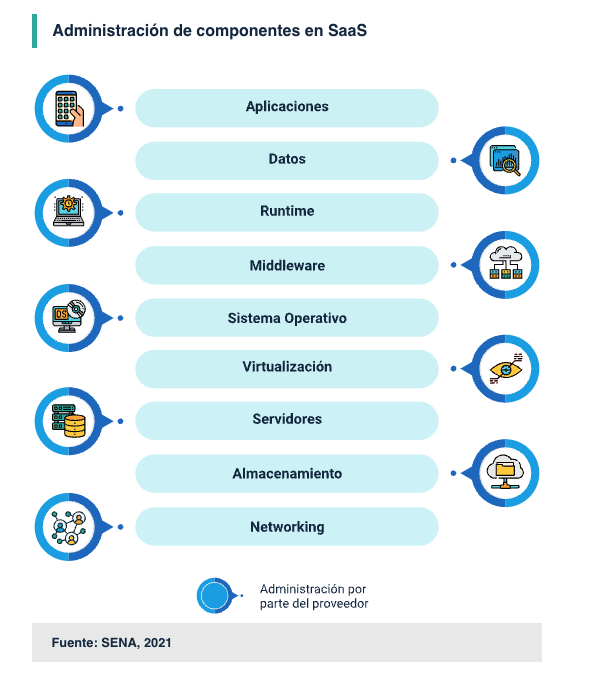 Administración de componentes en SaaS
Aplicaciones
Datos
Runtime
Middleware
OS
Sistema Operativo
Virtualización
Servidores
Almacenamiento
Networking
Administración por
parte del proveedor
Fuente: SENA, 2021